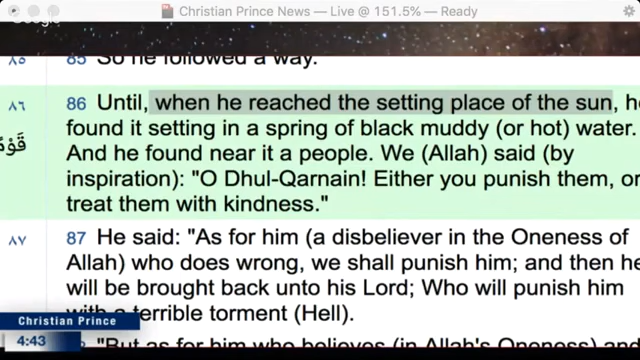 Christian Prince News — Live @ 151.5% — Ready
Google
٨٥ 85 So he followed a way.
٨٦ 86 Until, when he reached the setting place of the sun, he
found it setting in a spring of black muddy (or hot) water.
And he found near it a people. We (Allah) said (by
inspiration): "O Dhul-Qarnain! Either you punish them, or
treat them with kindness."
٨٧ 87 He said: "As for him (a disbeliever in the Oneness of
Allah) who does wrong, we shall punish him; and then he
will be brought back unto his Lord; Who will punish him
with a terrible torment (Hell).
Christian Prince
4:43
"But as for him who believes (in Allah's Oneness) and